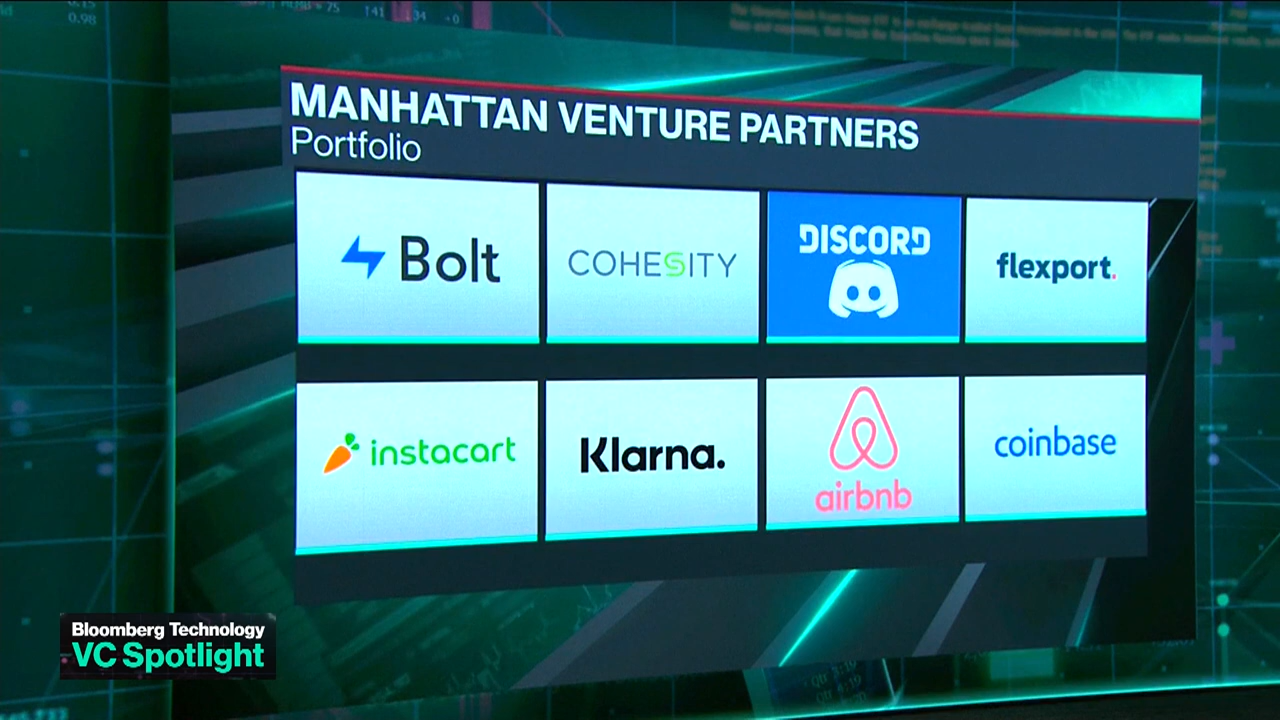 MANHATTAN VENTURE PARTNERS
Portfolio
Bolt
COHESITY
DISCORD
flexport.
instacart
Klarna.
airbnb
coinbase
Bloomberg Technology
VC Spotlight